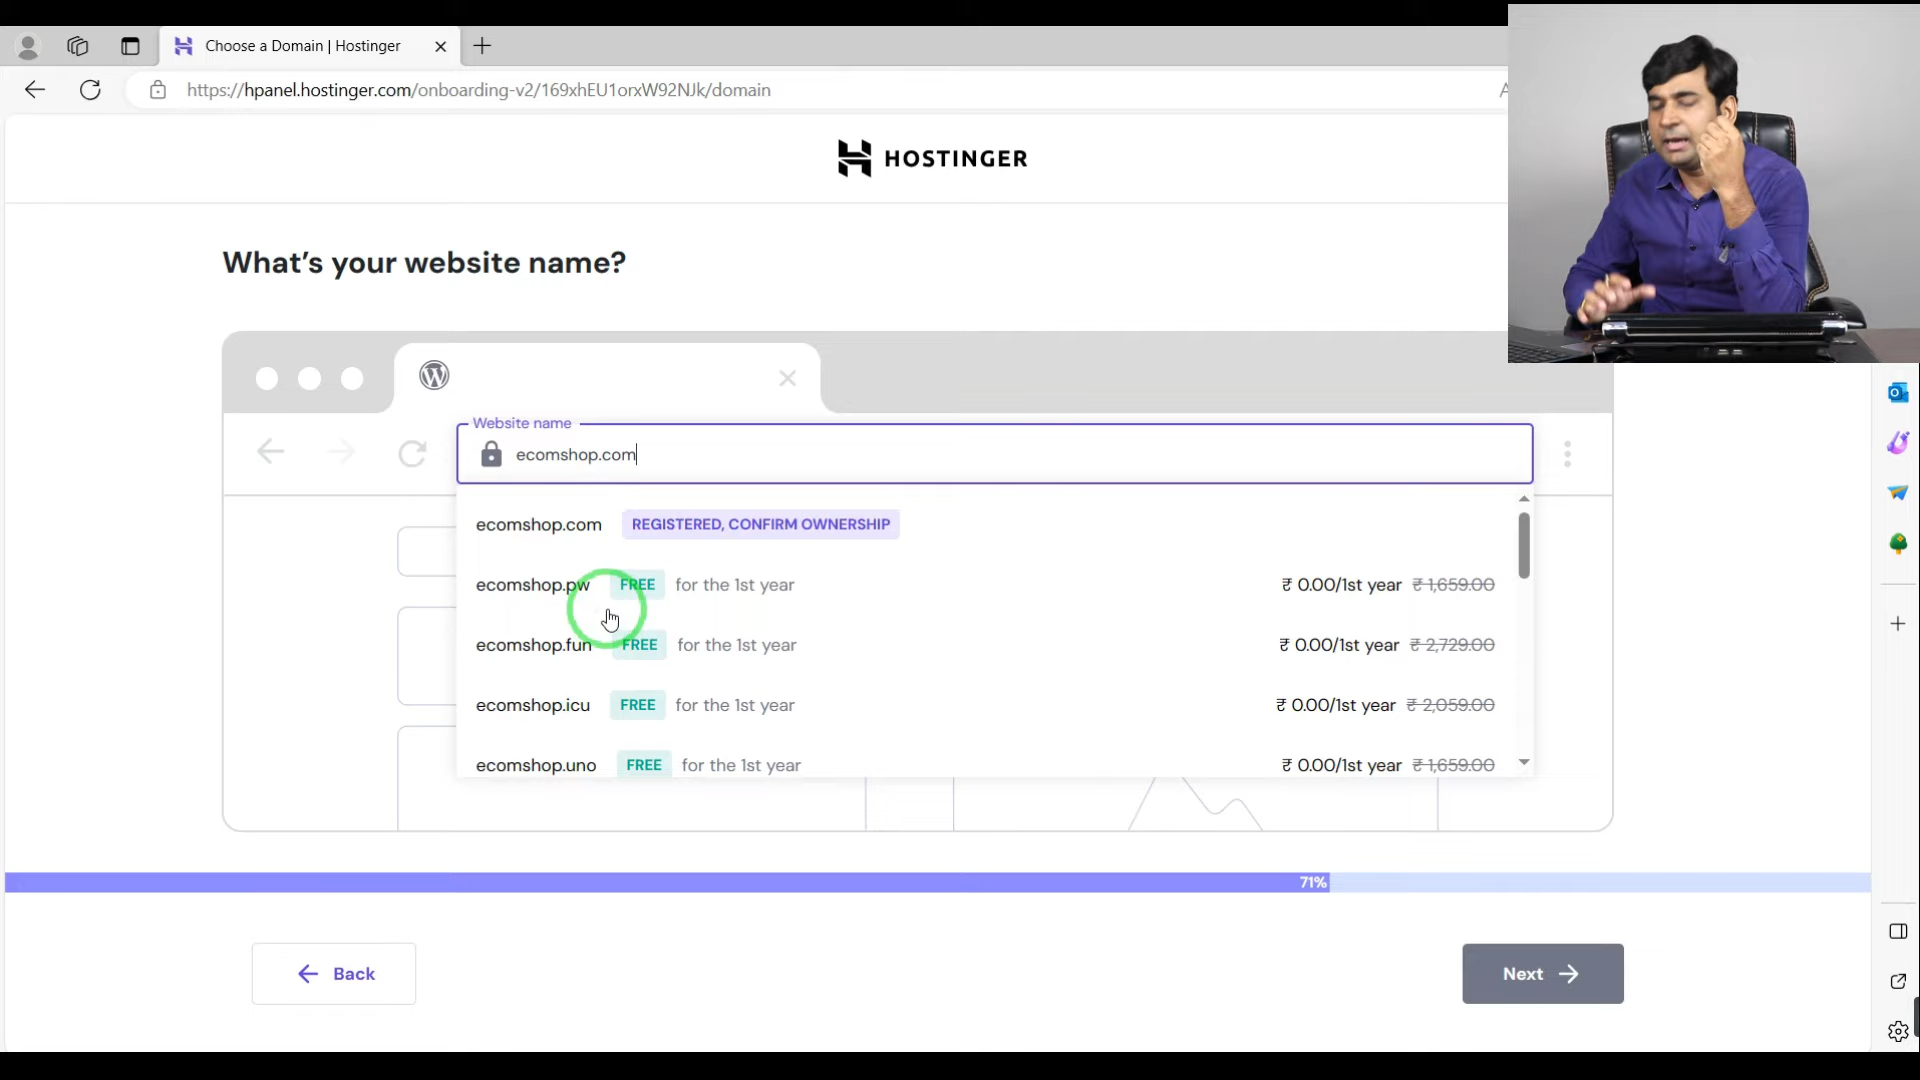 Choose a Domain | Hostinger
https://hpanel.hostinger.com/onboarding-v2/169xhEU1orxW92NJk/domain
HOSTINGER
What's your website name?
Website name
ecomshop.com
ecomshop.com REGISTERED, CONFIRM OWNERSHIP
ecomshop.pw FREE for the 1st year ₹ 0.00/1st year ₹ 1,659.00
ecomshop.fun FREE for the 1st year ₹ 0.00/1st year ₹ 2,729.00
ecomshop.icu FREE for the 1st year ₹ 0.00/1st year ₹ 2,059.00
ecomshop.uno FREE for the 1st year ₹ 0.00/1st year ₹ 1,659.00
71%
Back
Next